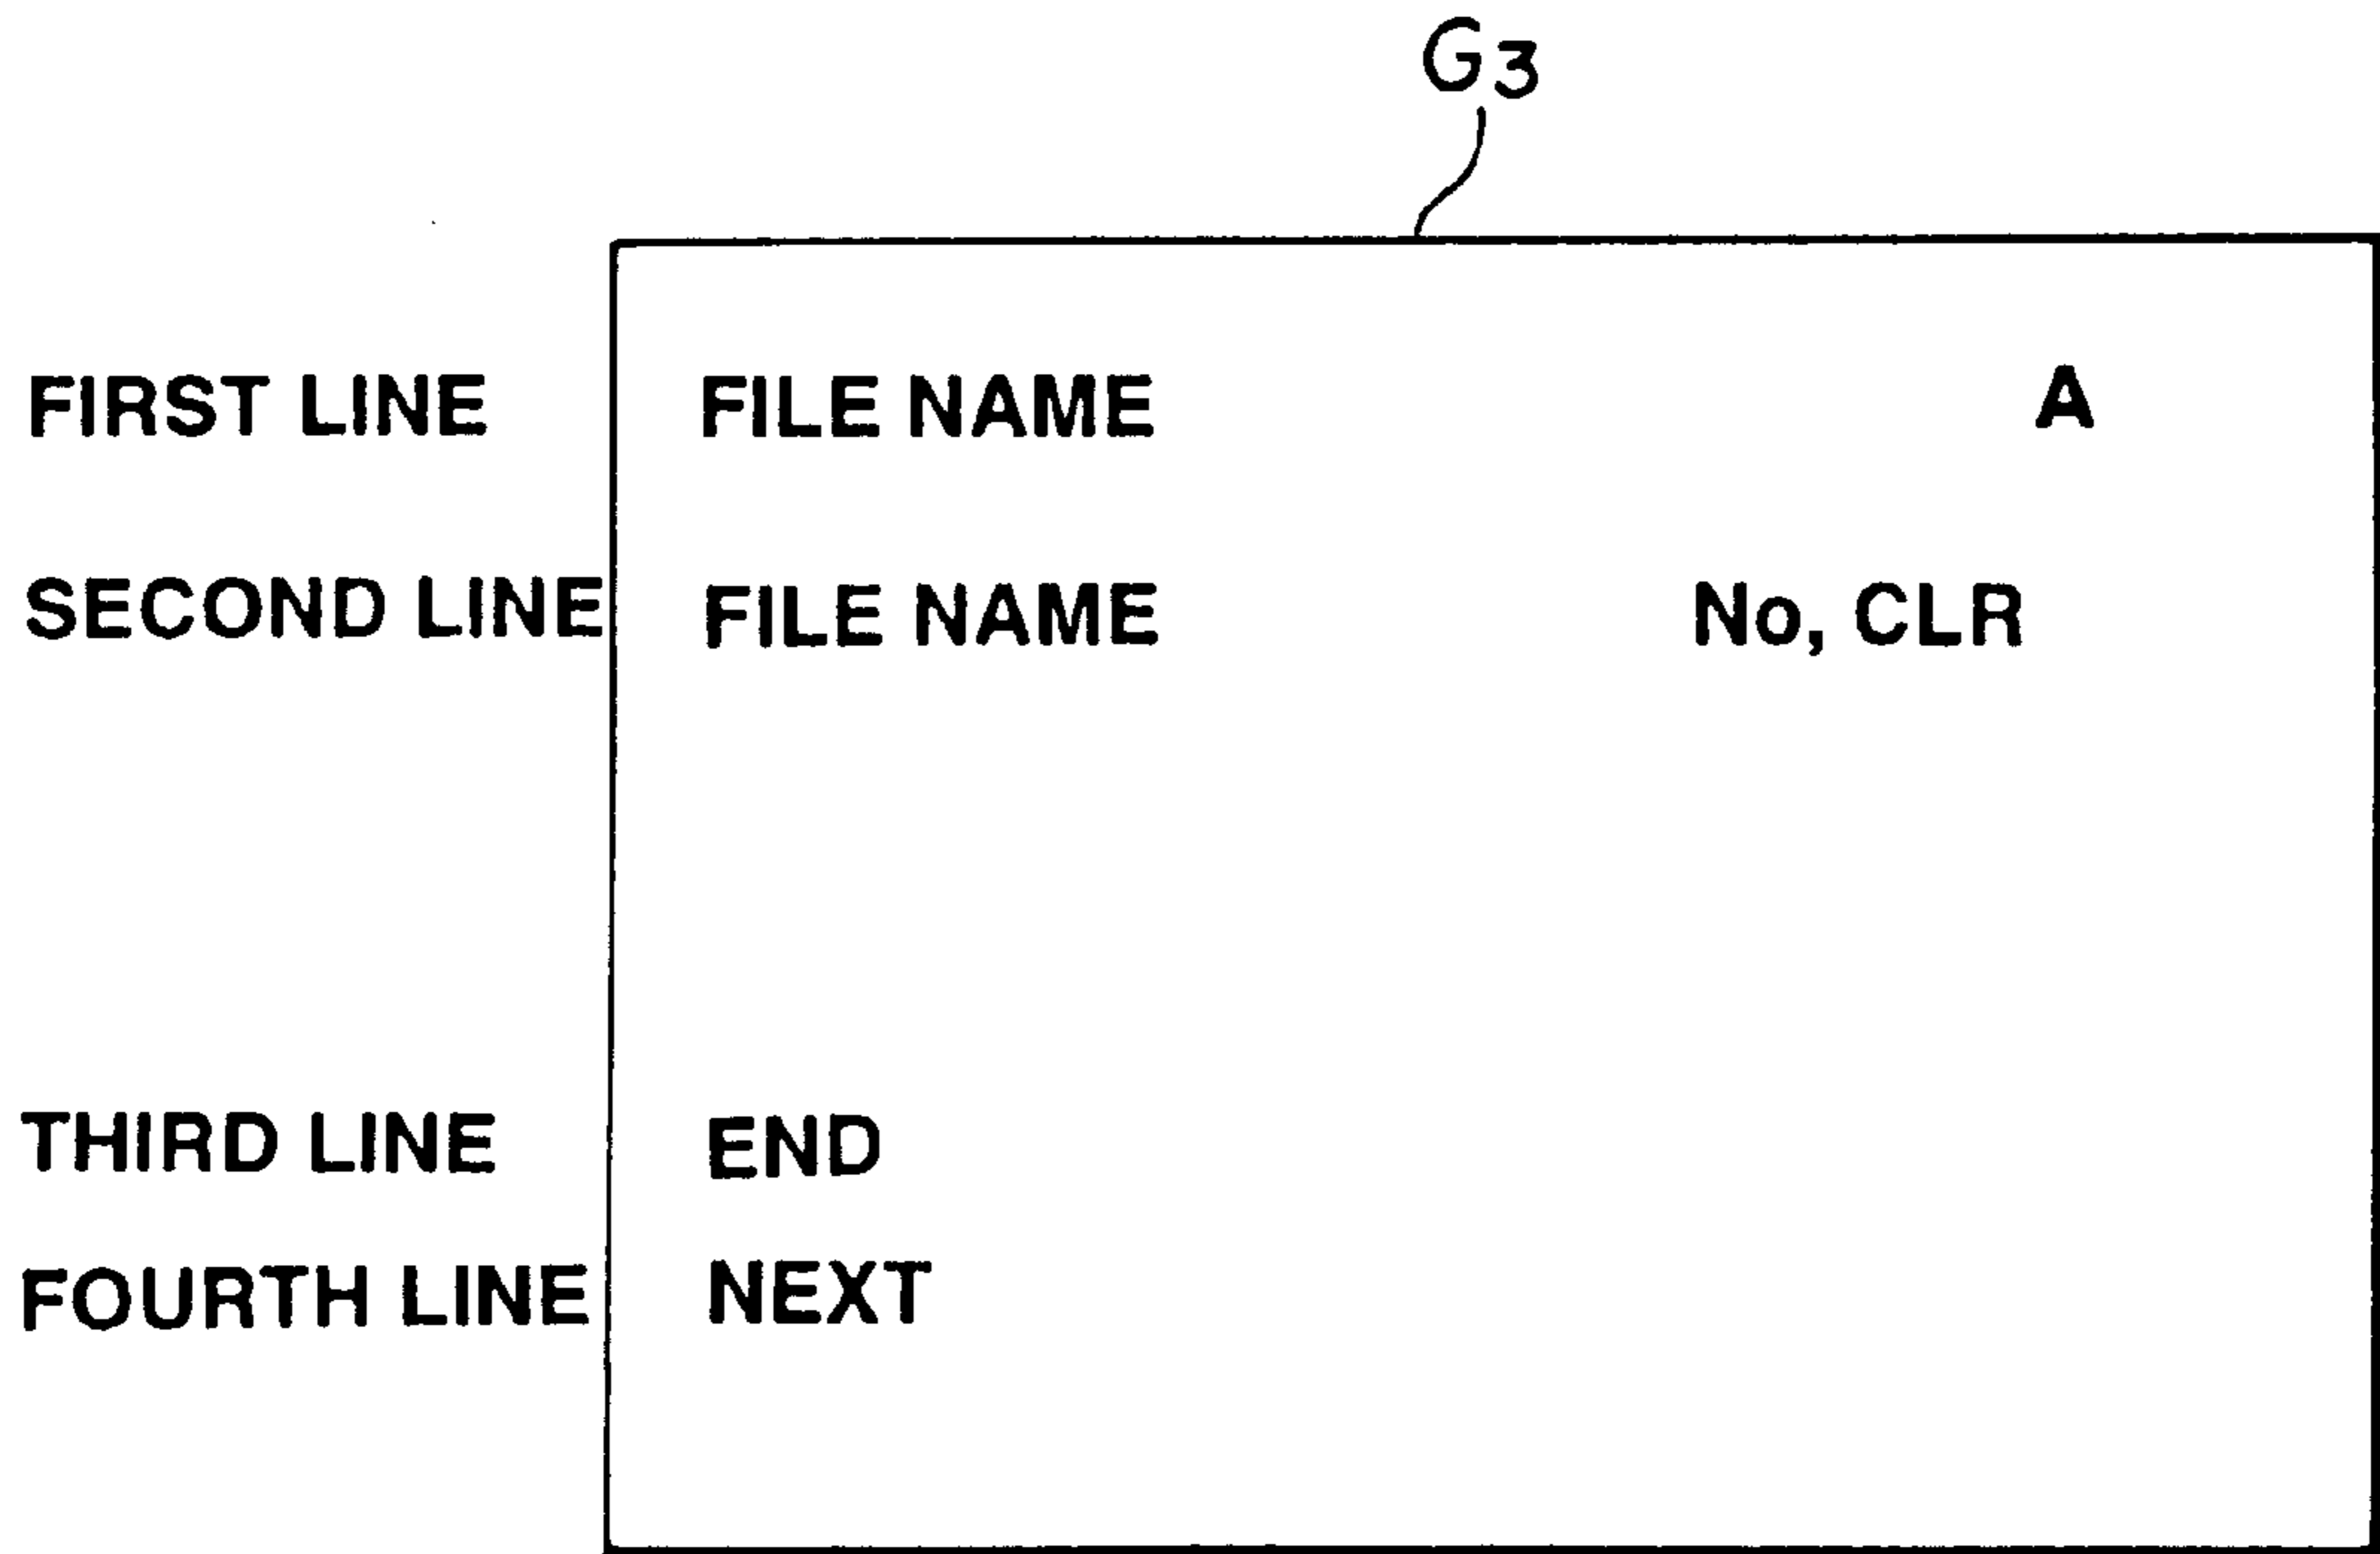 G3
FIRST LINE FILE NAME A
SECOND LINE FILE NAME No, CLR
THIRD LINE END
FOURTH LINE NEXT